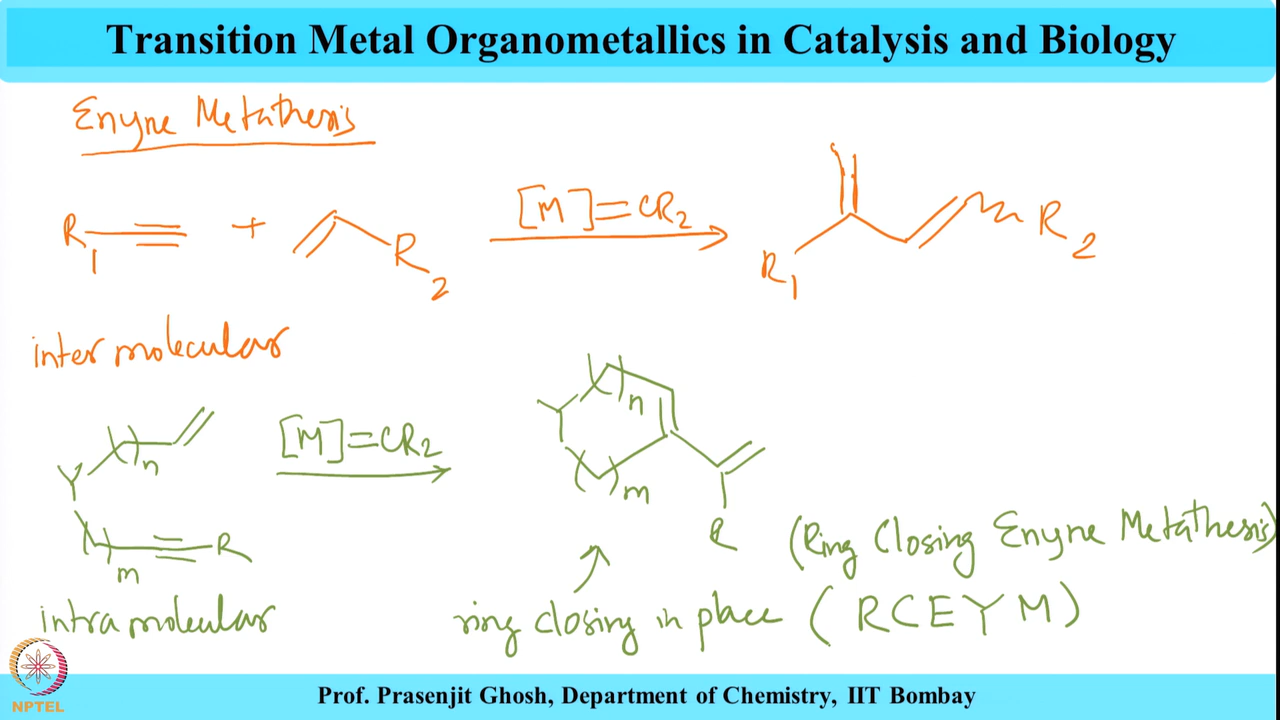 Transition Metal Organometallics in Catalysis and Biology
Enyne Metathesis
R1 + R2 [M]=CR2 R1 R2
inter molecular
Y n [M]=CR2 n
m R m R
(Ring Closing Enyne Metathesis)
intra molecular ring closing in place (RCEYM)
NPTEL
Prof. Prasenjit Ghosh, Department of Chemistry, IIT Bombay